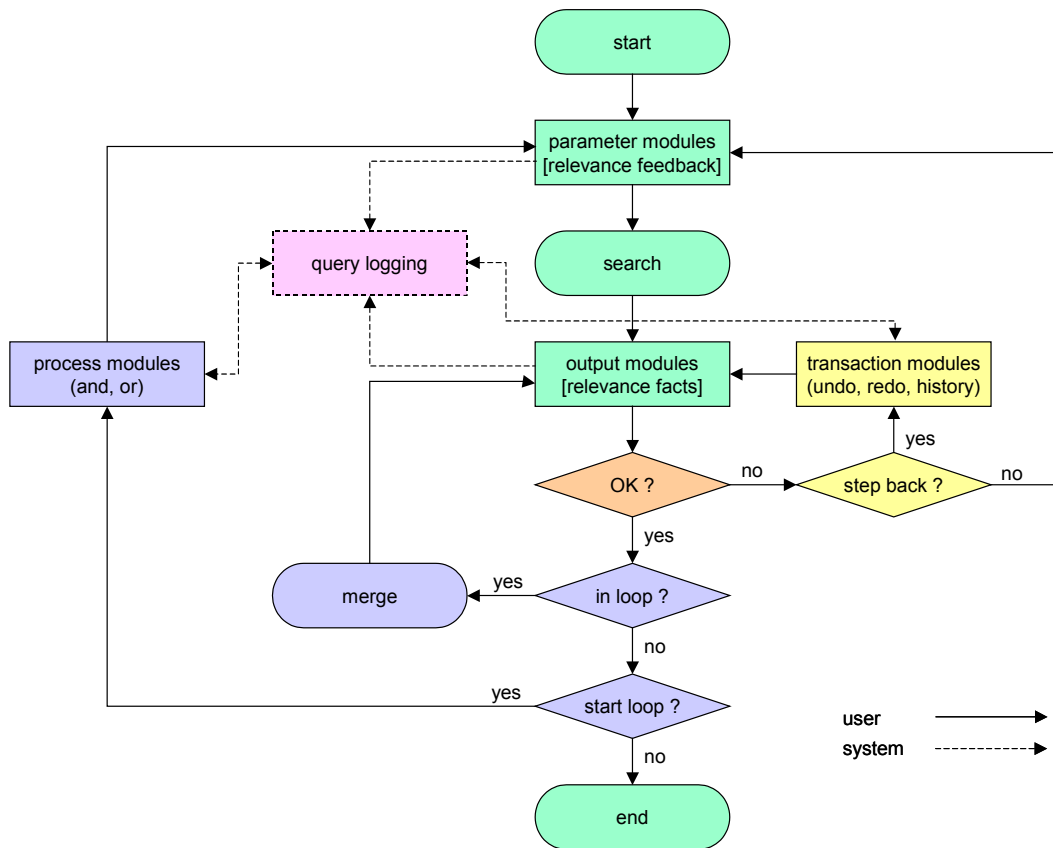 start
parameter modules
[relevance feedback]
query logging
search
process modules
(and, or)
output modules
[relevance facts]
transaction modules
(undo, redo, history)
yes
OK ?
no
step back ?
no
yes
merge
yes
in loop ?
no
yes
start loop ?
user
system
no
end